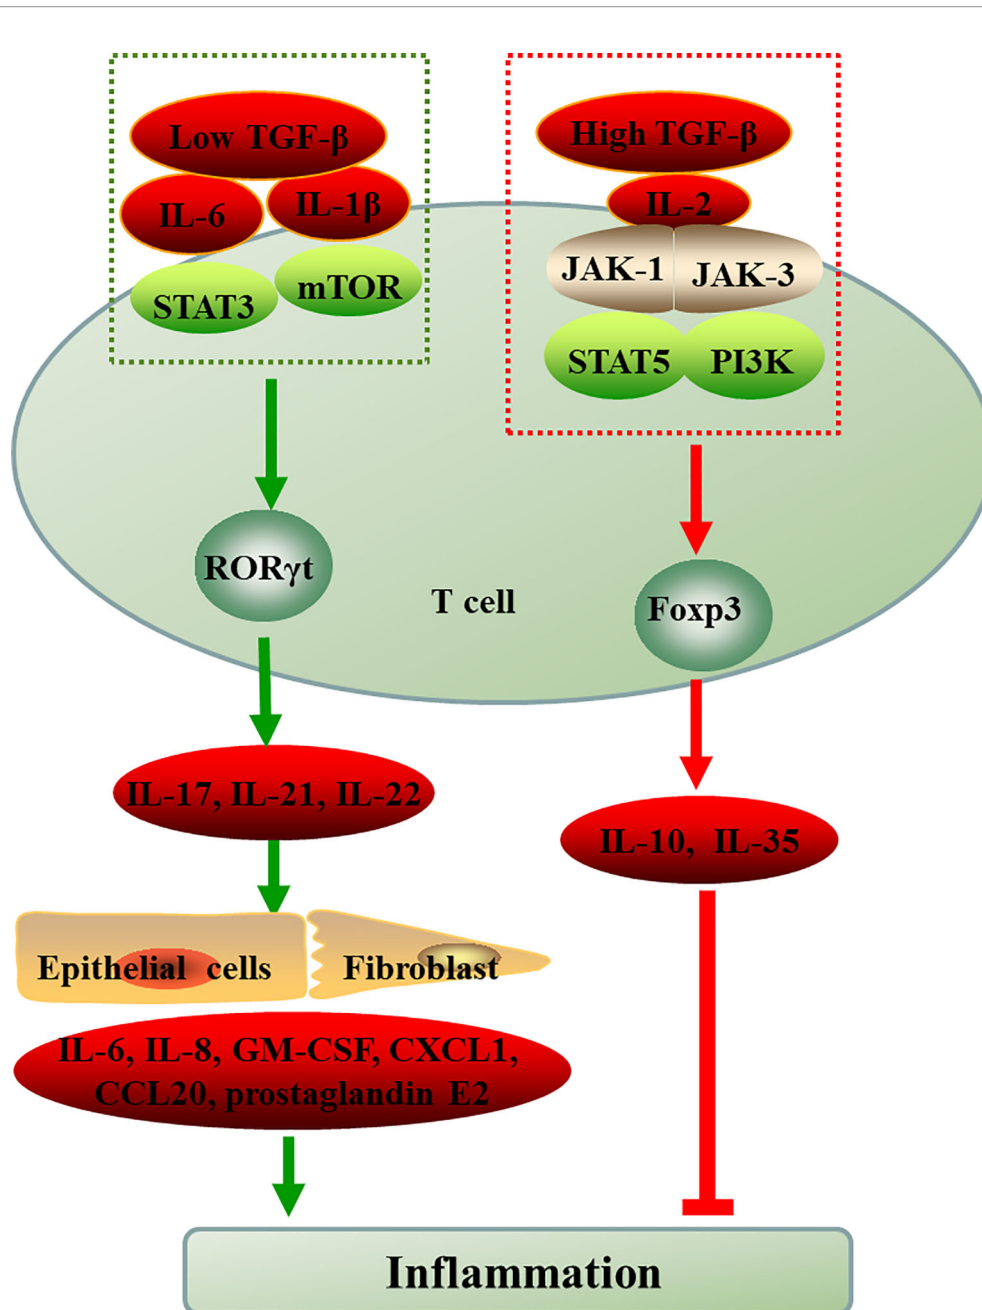 Low TGF-β
IL-6
IL-1β
STAT3
mTOR
High TGF-β
IL-2
JAK-1
JAK-3
STAT5
PI3K
RORγt
T cell
Foxp3
IL-17, IL-21, IL-22
IL-10, IL-35
Epithelial cells
Fibroblast
IL-6, IL-8, GM-CSF, CXCL1,
CCL20, prostaglandin E2
Inflammation